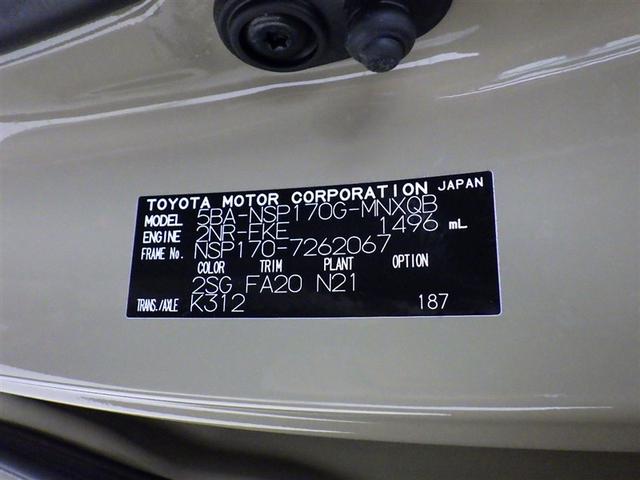 TOYOTA MOTOR CORPORATION JAPAN
MODEL 5BA-NSP170G-MNXQB
ENGINE 2NR-FKE 1496 mL
FRAME No. NSP170-7262067
COLOR TRIM PLANT OPTION
2SG FA20 N21
TRANS./AXLE K312 187